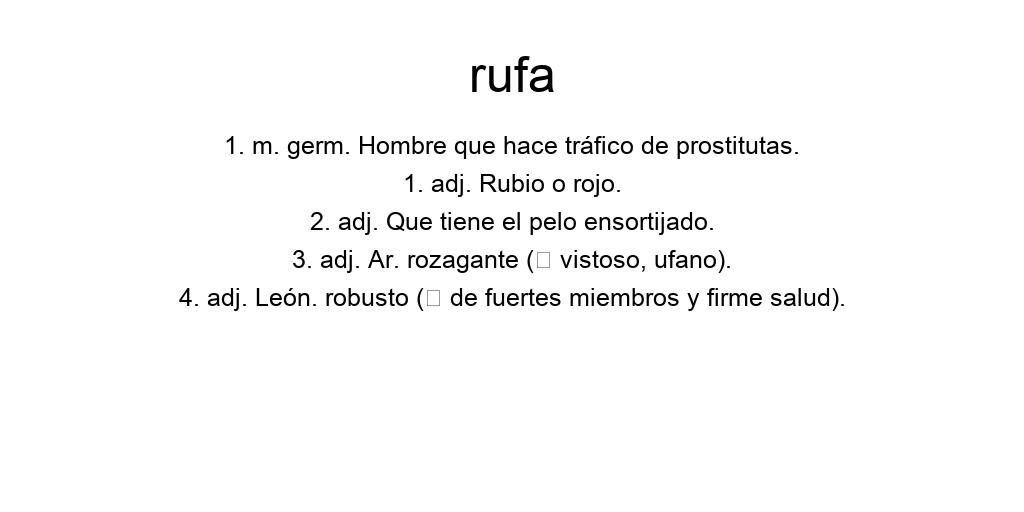 rufa
1. m. germ. Hombre que hace tráfico de prostitutas.
1. adj. Rubio o rojo.
2. adj. Que tiene el pelo ensortijado.
3. adj. Ar. rozagante (□ vistoso, ufano).
4. adj. León. robusto (□ de fuertes miembros y firme salud).